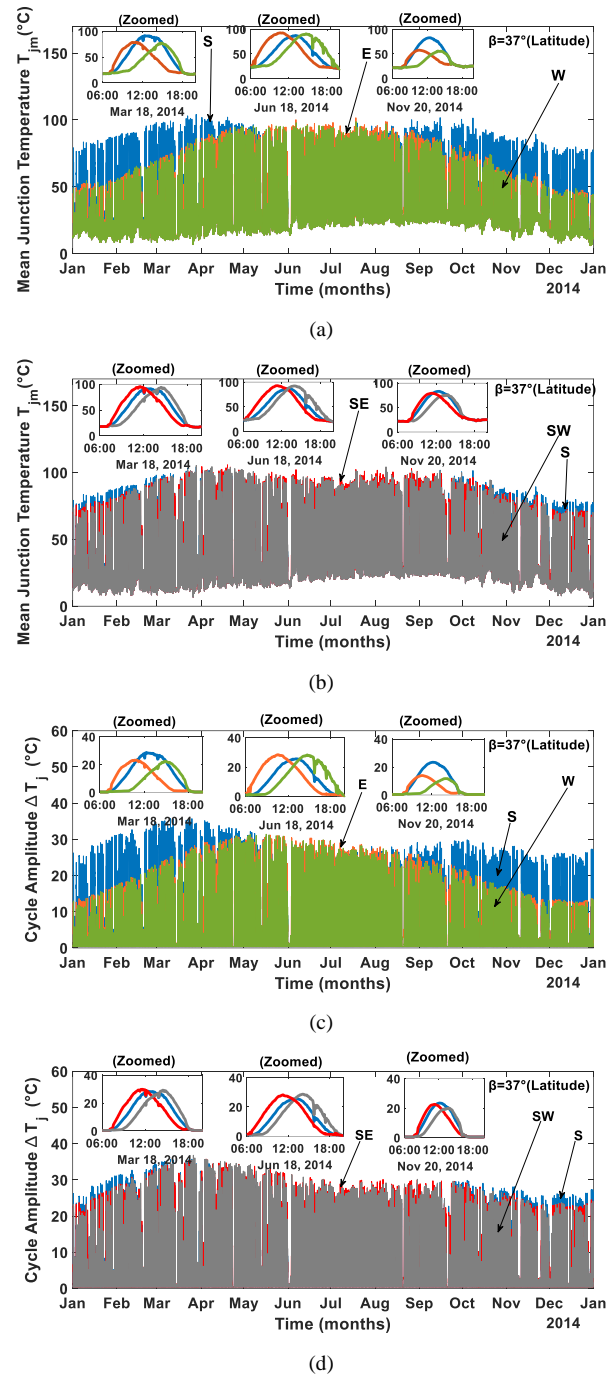 (Zoomed) (Zoomed) (Zoomed)
β=37°(Latitude)
Mean Junction Temperature T_jm(°C)
100 50 0
06:00 12:00 18:00
Mar 18, 2014
S
100 50 0
06:00 12:00 18:00
Jun 18, 2014
E
100 50 0
06:00 12:00 18:00
Nov 20, 2014
W
150
100
50
0
Jan Feb Mar Apr May Jun Jul Aug Sep Oct Nov Dec Jan
Time (months) 2014
(a)
(Zoomed) (Zoomed) (Zoomed)
β=37°(Latitude)
Mean Junction Temperature T_jm(°C)
100 50 0
06:00 12:00 18:00
Mar 18, 2014
100 50 0
06:00 12:00 18:00
Jun 18, 2014
SE
100 50 0
06:00 12:00 18:00
Nov 20, 2014
SW
S
150
100
50
0
Jan Feb Mar Apr May Jun Jul Aug Sep Oct Nov Dec Jan
Time (months) 2014
(b)
(Zoomed) (Zoomed) (Zoomed)
β=37°(Latitude)
Cycle Amplitude Δ T_j (°C)
40 20 0
06:00 12:00 18:00
Mar 18, 2014
40 20 0
06:00 12:00 18:00
Jun 18, 2014
E
40 20 0
06:00 12:00 18:00
Nov 20, 2014
S
W
60
50
40
30
20
10
0
Jan Feb Mar Apr May Jun Jul Aug Sep Oct Nov Dec Jan
Time (months) 2014
(c)
(Zoomed) (Zoomed) (Zoomed)
β=37°(Latitude)
Cycle Amplitude Δ T_j (°C)
40 20 0
06:00 12:00 18:00
Mar 18, 2014
40 20 0
06:00 12:00 18:00
Jun 18, 2014
SE
40 20 0
06:00 12:00 18:00
Nov 20, 2014
SW
S
60
50
40
30
20
10
0
Jan Feb Mar Apr May Jun Jul Aug Sep Oct Nov Dec Jan
Time (months) 2014
(d)